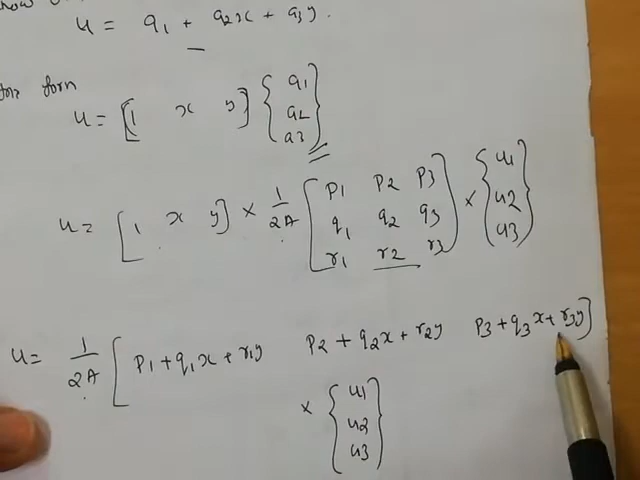 u = a1 + a2x + a3y.
form
u = [1 x y] {a1 a2 a3}
u = [1 x y] × 1/2A [p1 p2 p3 q1 q2 q3 r1 r2 r3] × {u1 u2 u3}
u = 1/2A [p1 + q1x + r1y p2 + q2x + r2y p3 + q3x + r3y]
× {u1 u2 u3}